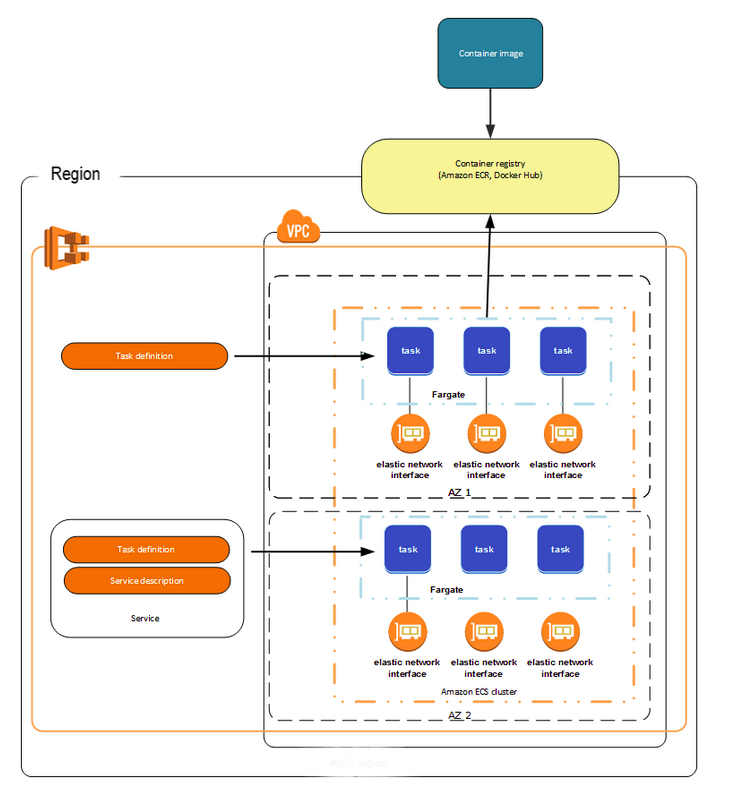 Container image
Container registry
(Amazon ECR, Docker Hub)
Region
VPC
task
task
task
Task definition
Fargate
elastic network
interface
elastic network
interface
elastic network
interface
AZ 1
task
task
task
Task definition
Service description
Service
Fargate
elastic network
interface
elastic network
interface
elastic network
interface
Amazon ECS cluster
AZ 2
region